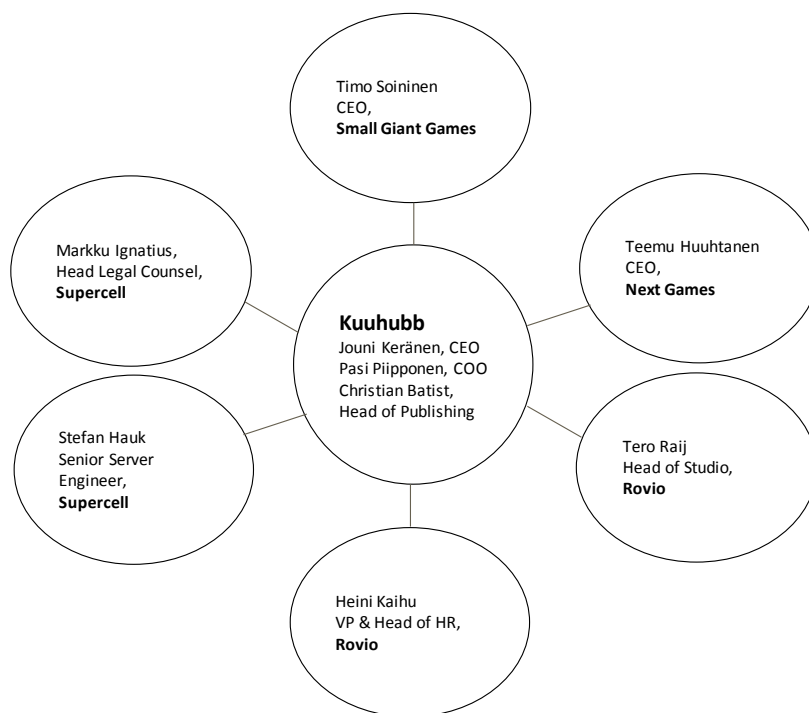 Timo Soininen
CEO,
Small Giant Games
Markku Ignatius,
Head Legal Counsel,
Supercell
Teemu Huuhtanen
CEO,
Next Games
Kuuhubb
Jouni Keränen, CEO
Pasi Piipponen, COO
Christian Batist,
Head of Publishing
Stefan Hauk
Senior Server
Engineer,
Supercell
Tero Raij
Head of Studio,
Rovio
Heini Kaihu
VP & Head of HR,
Rovio